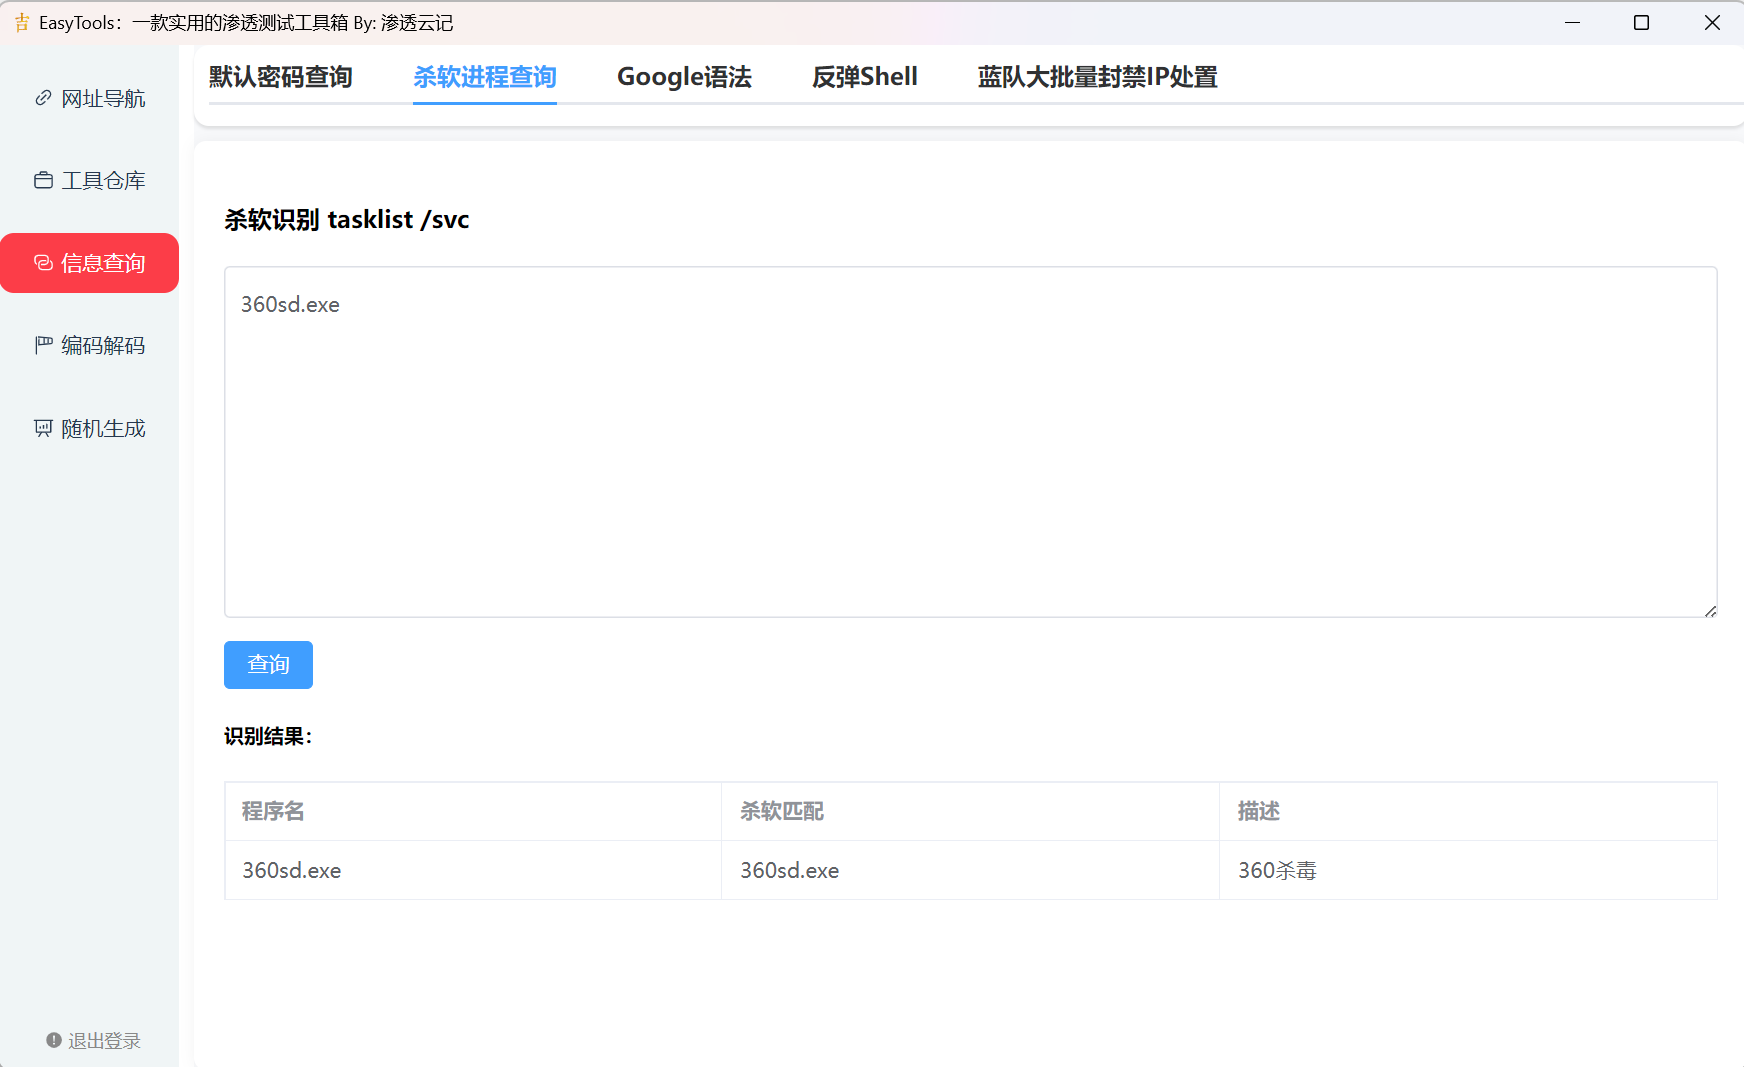 EasyTools：一款实用的渗透测试工具箱 By: 渗透云记
网址导航
工具仓库
信息查询
编码解码
随机生成
退出登录
默认密码查询 杀软进程查询 Google语法 反弹Shell 蓝队大批量封禁IP处置
杀软识别 tasklist /svc
360sd.exe
查询
识别结果：
程序名 杀软匹配 描述
360sd.exe 360sd.exe 360杀毒